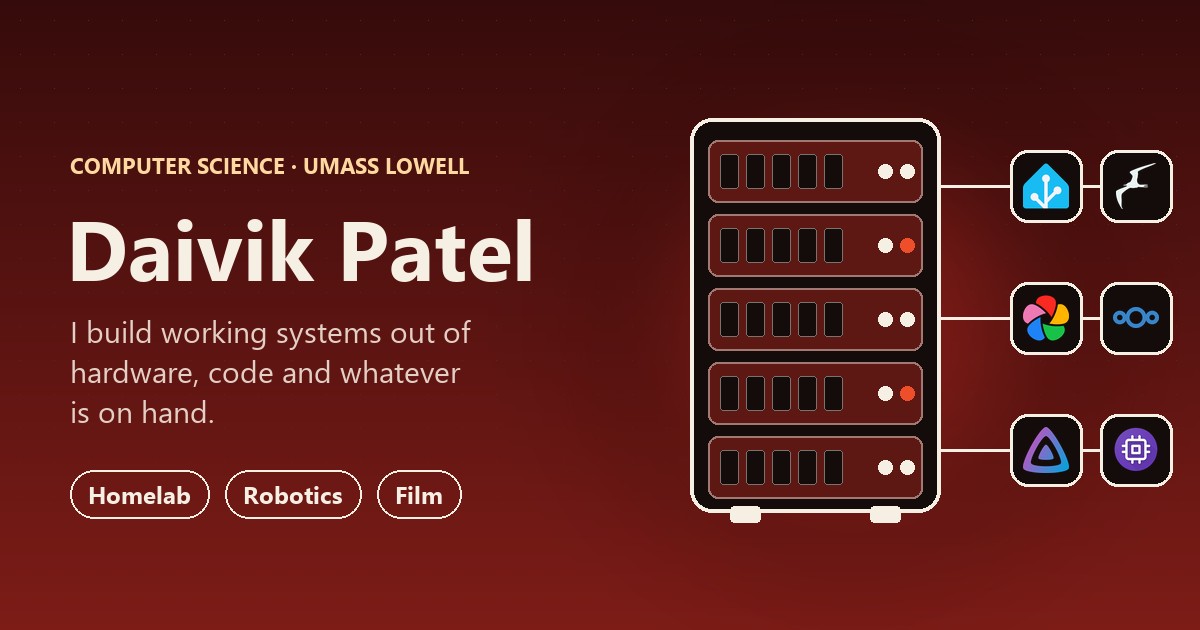 COMPUTER SCIENCE · UMASS LOWELL
Daivik Patel
I build working systems out of
hardware, code and whatever
is on hand.
Homelab
Robotics
Film